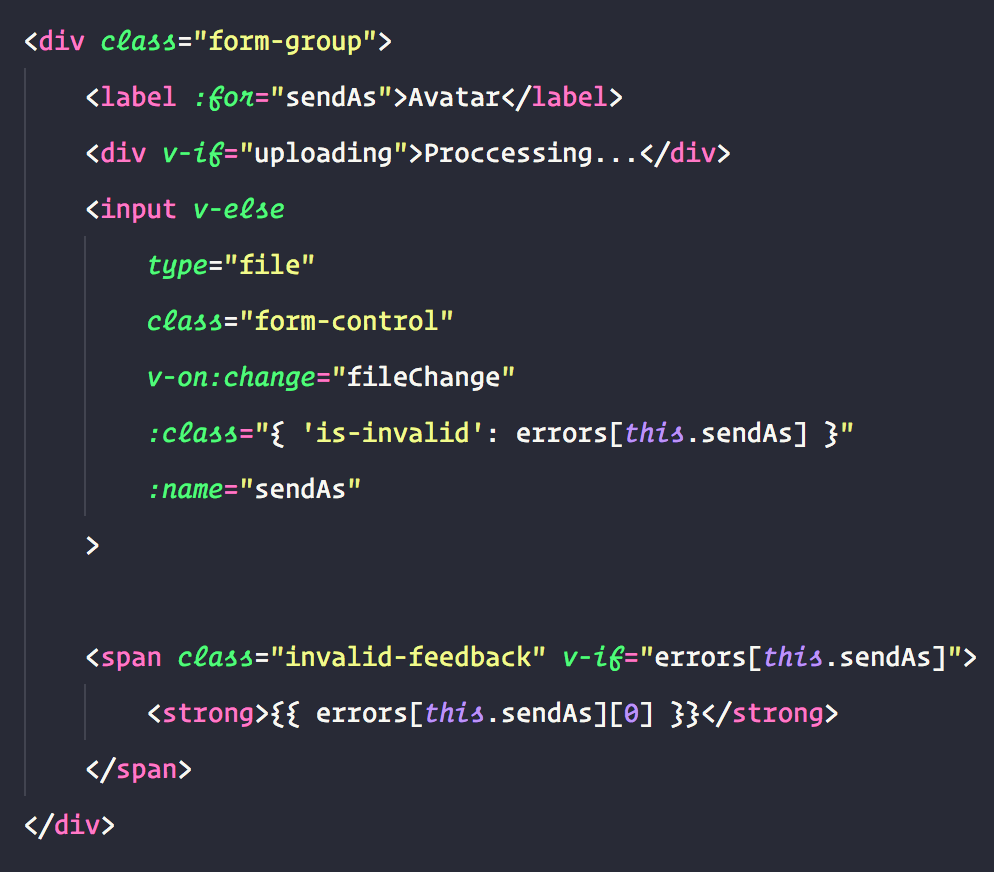 <div class="form-group">
<label :for="sendAs">Avatar</label>
<div v-if="uploading">Proccessing...</div>
<input v-else
type="file"
class="form-control"
v-on:change="fileChange"
:class="{ 'is-invalid': errors[this.sendAs] }"
:name="sendAs"
>
<span class="invalid-feedback" v-if="errors[this.sendAs]">
<strong>{{ errors[this.sendAs][0] }}</strong>
</span>
</div>